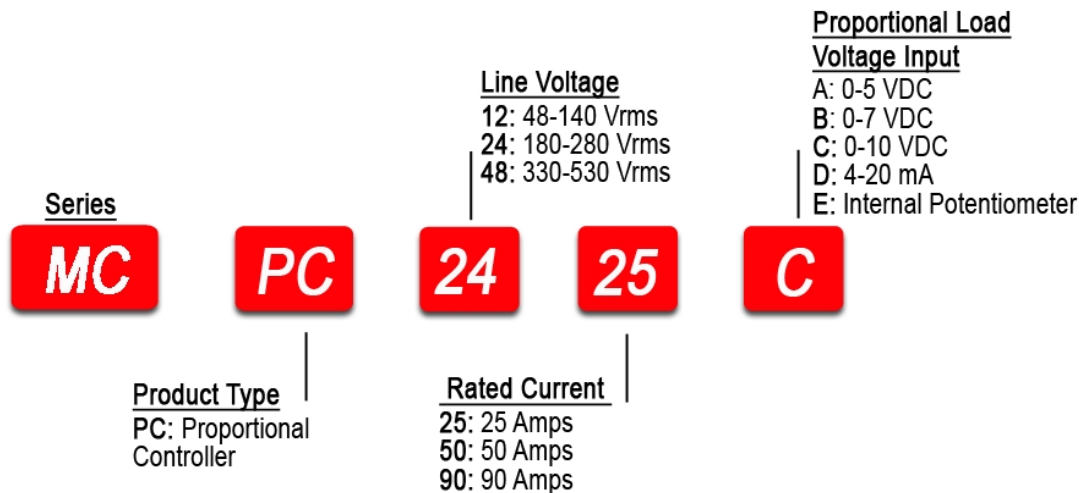 Proportional Load
Voltage Input
A: 0-5 VDC
B: 0-7 VDC
C: 0-10 VDC
D: 4-20 mA
E: Internal Potentiometer
Line Voltage
12: 48-140 Vrms
24: 180-280 Vrms
48: 330-530 Vrms
Series
MC PC 24 25 C
Product Type
PC: Proportional
Controller
Rated Current
25: 25 Amps
50: 50 Amps
90: 90 Amps